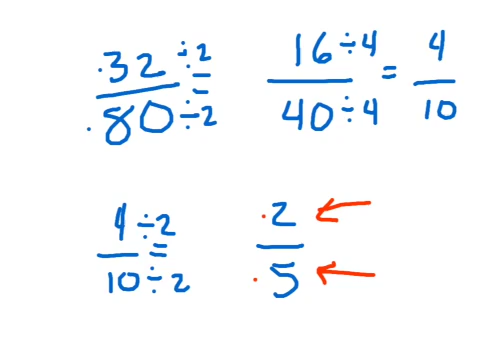 .32 ÷ 2 = 16 ÷ 4 = 4
.80 ÷ 2 40 ÷ 4 10
4 ÷ 2 = .2
10 ÷ 2 .5